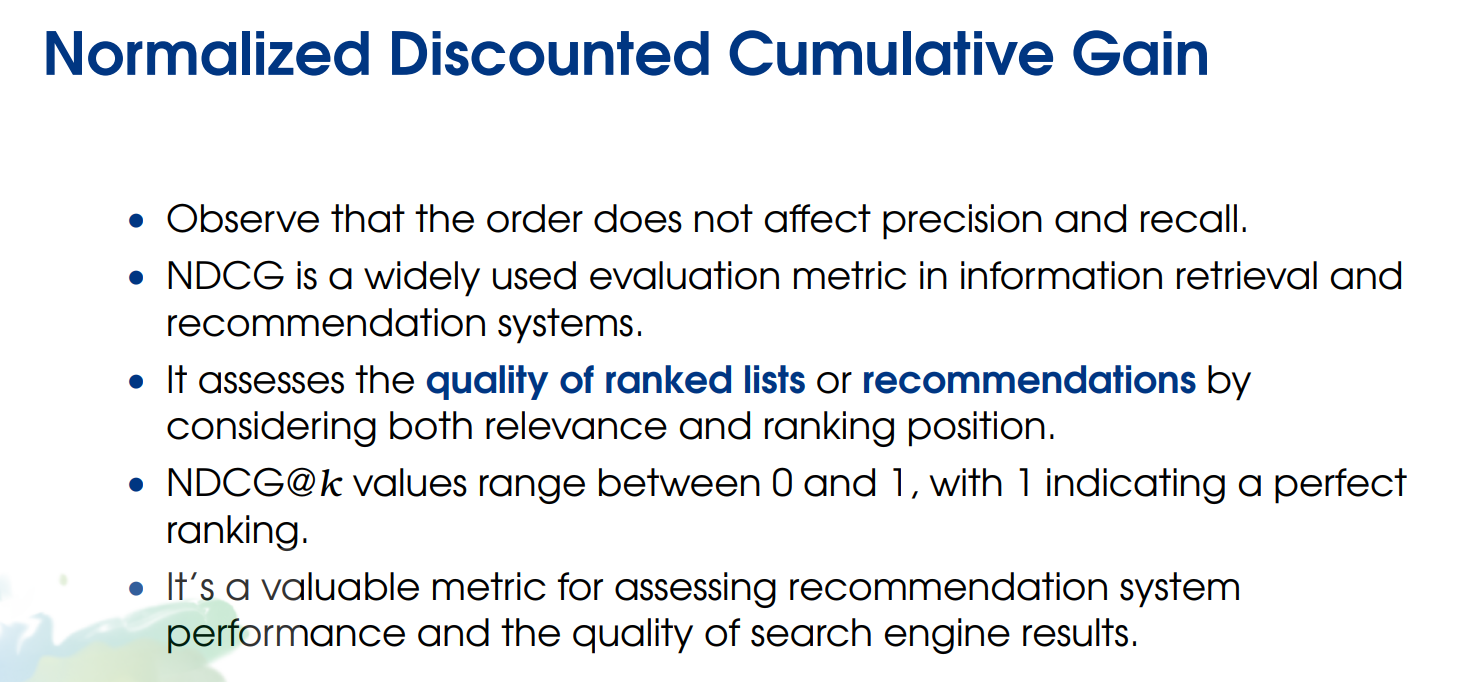 Normalized Discounted Cumulative Gain
• Observe that the order does not affect precision and recall.
• NDCG is a widely used evaluation metric in information retrieval and
recommendation systems.
• It assesses the quality of ranked lists or recommendations by
considering both relevance and ranking position.
• NDCG@k values range between 0 and 1, with 1 indicating a perfect
ranking.
• It's a valuable metric for assessing recommendation system
performance and the quality of search engine results.